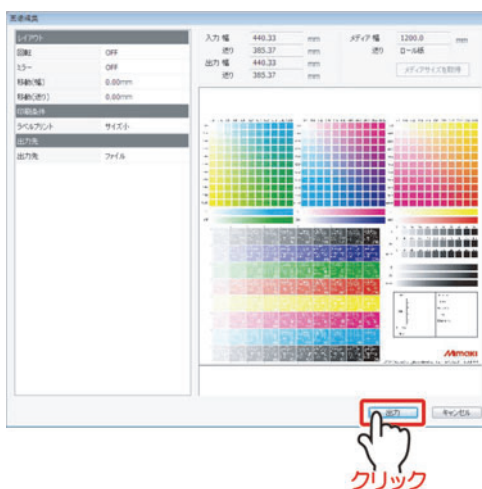 画像編集
レイアウト
回転 OFF
ミラー OFF
移動(幅) 0.00mm
移動(送り) 0.00mm
印刷条件
ラベルプリント サイズ小
出力先
出力先 ファイル
入力 幅 440.33 mm
送り 385.37 mm
出力 幅 440.33 mm
送り 385.37 mm
メディア 幅 1200.0 mm
送り ロール紙
メディアサイズを取得
Mimaki
出力
キャンセル
クリック